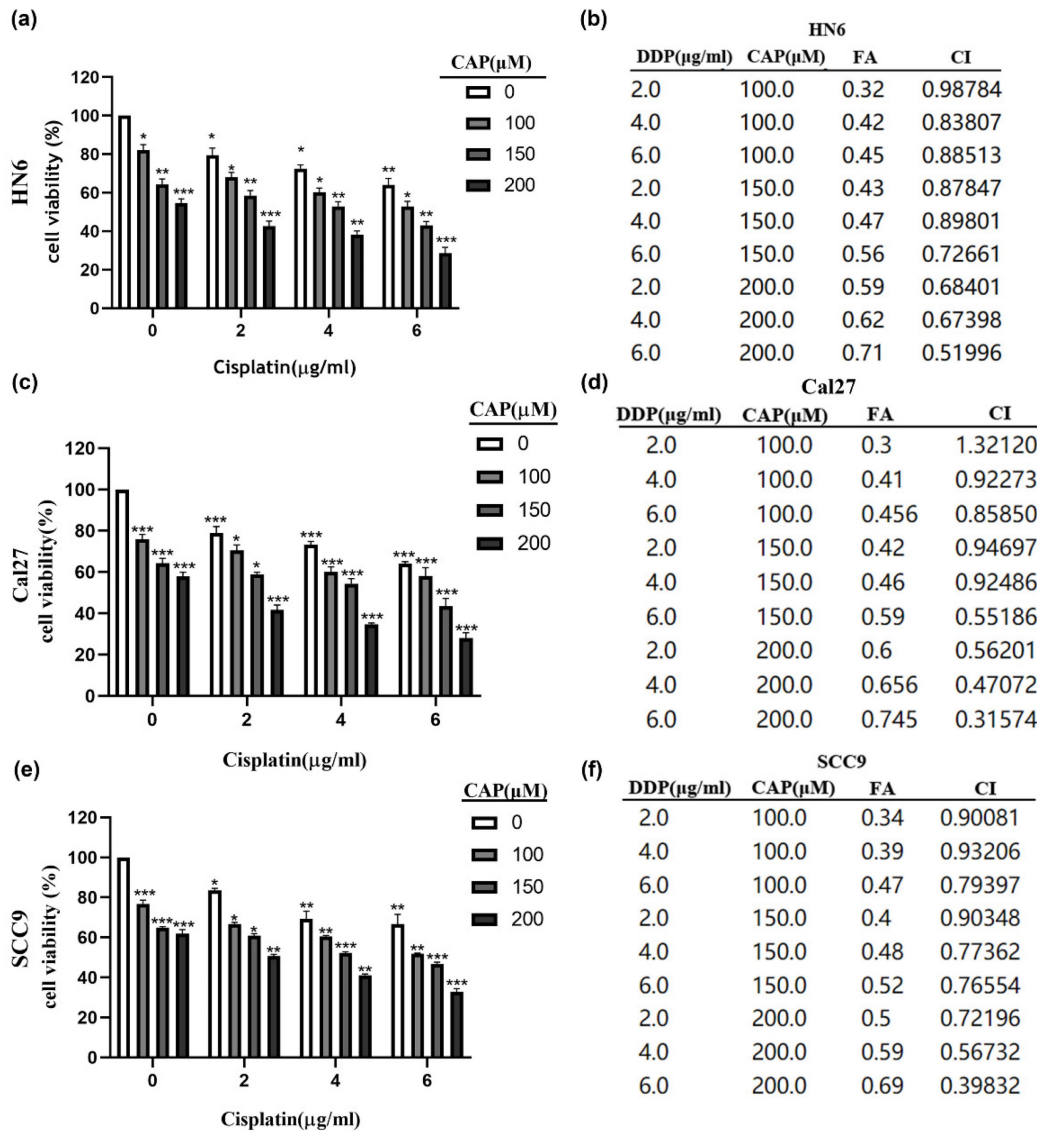 (a)
HN6
cell viability (%)
120
100
80
60
40
20
0
*
**
***
*
*
**
***
*
*
**
**
**
*
**
***
0
2
4
6
Cisplatin(μg/ml)
CAP(μM)
0
100
150
200
(b)
HN6
DDP(μg/ml) CAP(μM) FA CI
2.0 100.0 0.32 0.98784
4.0 100.0 0.42 0.83807
6.0 100.0 0.45 0.88513
2.0 150.0 0.43 0.87847
4.0 150.0 0.47 0.89801
6.0 150.0 0.56 0.72661
2.0 200.0 0.59 0.68401
4.0 200.0 0.62 0.67398
6.0 200.0 0.71 0.51996
(c)
Cal27
cell viability(%)
120
100
80
60
40
20
0
***
***
***
***
*
*
***
***
***
***
***
***
***
***
***
0
2
4
6
Cisplatin(μg/ml)
CAP(μM)
0
100
150
200
(d)
Cal27
DDP(μg/ml) CAP(μM) FA CI
2.0 100.0 0.3 1.32120
4.0 100.0 0.41 0.92273
6.0 100.0 0.456 0.85850
2.0 150.0 0.42 0.94697
4.0 150.0 0.46 0.92486
6.0 150.0 0.59 0.55186
2.0 200.0 0.6 0.56201
4.0 200.0 0.656 0.47072
6.0 200.0 0.745 0.31574
(e)
SCC9
cell viability (%)
120
100
80
60
40
20
0
***
***
***
*
*
*
**
**
**
***
**
**
**
***
***
0
2
4
6
Cisplatin(μg/ml)
CAP(μM)
0
100
150
200
(f)
SCC9
DDP(μg/ml) CAP(μM) FA CI
2.0 100.0 0.34 0.90081
4.0 100.0 0.39 0.93206
6.0 100.0 0.47 0.79397
2.0 150.0 0.4 0.90348
4.0 150.0 0.48 0.77362
6.0 150.0 0.52 0.76554
2.0 200.0 0.5 0.72196
4.0 200.0 0.59 0.56732
6.0 200.0 0.69 0.39832